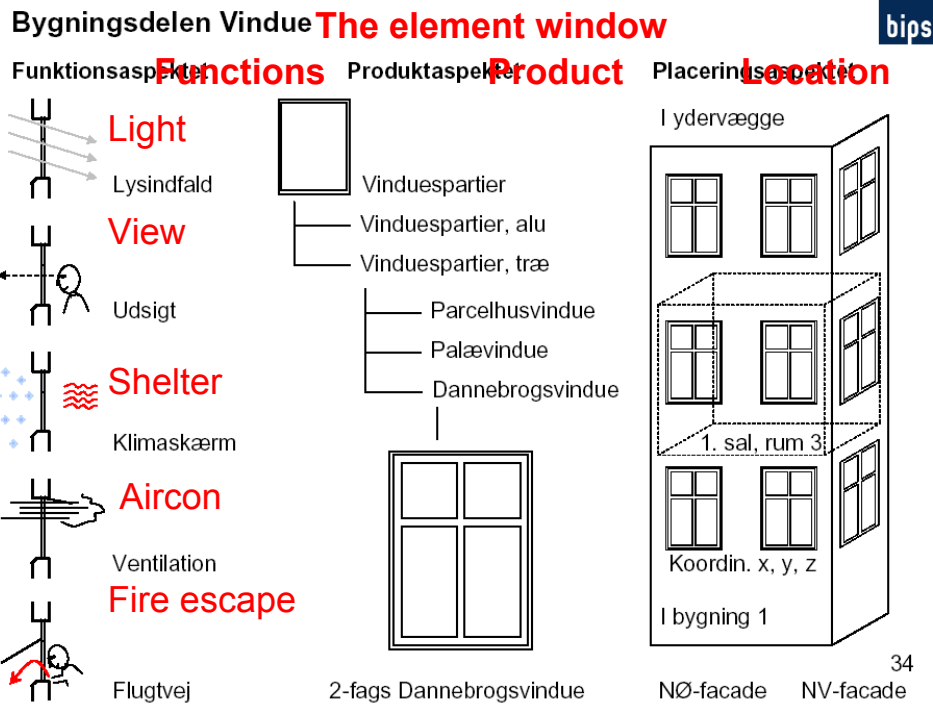 Bygningsdelen Vindue The element window
bips
Funktionsaspektet Functions
Produktaspektet Product
Placeringsaspektet Location
Light
Lysindfald
View
Udsigt
Shelter
Klimaskærm
Aircon
Ventilation
Fire escape
Flugtvej
Vinduespartier
Vinduespartier, alu
Vinduespartier, træ
Parcelhusvindue
Palævindue
Dannebrogsvindue
2-fags Dannebrogsvindue
I ydervægge
1. sal, rum 3
Koordin. x, y, z
I bygning 1
NØ-facade NV-facade
34